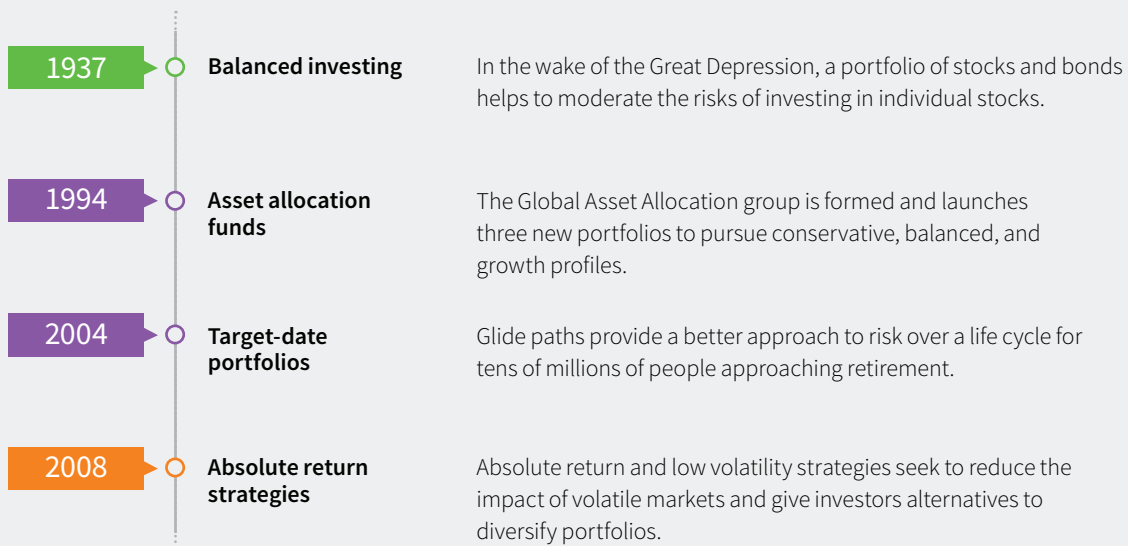 1937
Balanced investing
In the wake of the Great Depression, a portfolio of stocks and bonds
helps to moderate the risks of investing in individual stocks.
1994
Asset allocation
funds
The Global Asset Allocation group is formed and launches
three new portfolios to pursue conservative, balanced, and
growth profiles.
2004
Target-date
portfolios
Glide paths provide a better approach to risk over a life cycle for
tens of millions of people approaching retirement.
2008
Absolute return
strategies
Absolute return and low volatility strategies seek to reduce the
impact of volatile markets and give investors alternatives to
diversify portfolios.